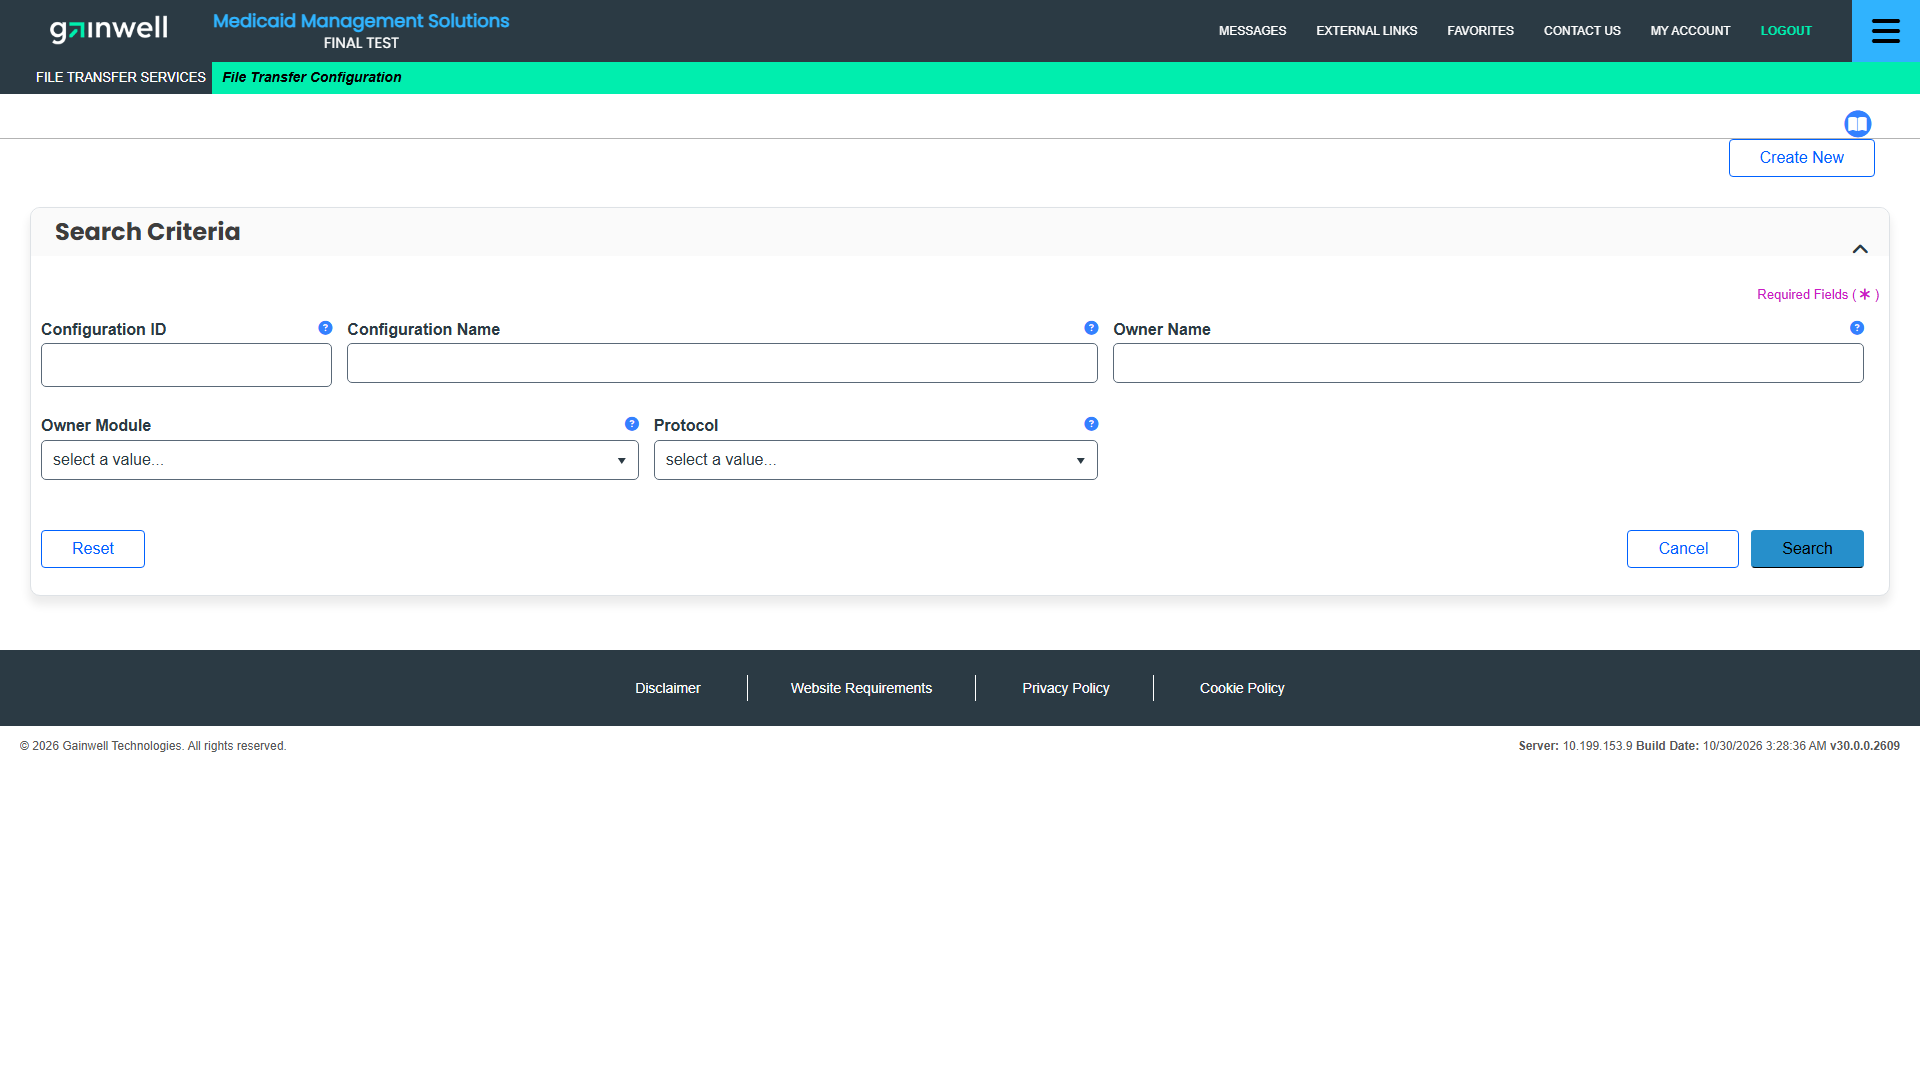 gainwell
Medicaid Management Solutions
FINAL TEST
MESSAGES EXTERNAL LINKS FAVORITES CONTACT US MY ACCOUNT LOGOUT
FILE TRANSFER SERVICES File Transfer Configuration
Create New
Search Criteria
Required Fields ( * )
Configuration ID ? Configuration Name ? Owner Name ?
Owner Module ? Protocol ?
select a value... select a value...
Reset Cancel Search
Disclaimer Website Requirements Privacy Policy Cookie Policy
© 2026 Gainwell Technologies. All rights reserved. Server: 10.199.153.9 Build Date: 10/30/2026 3:28:36 AM v30.0.0.2609